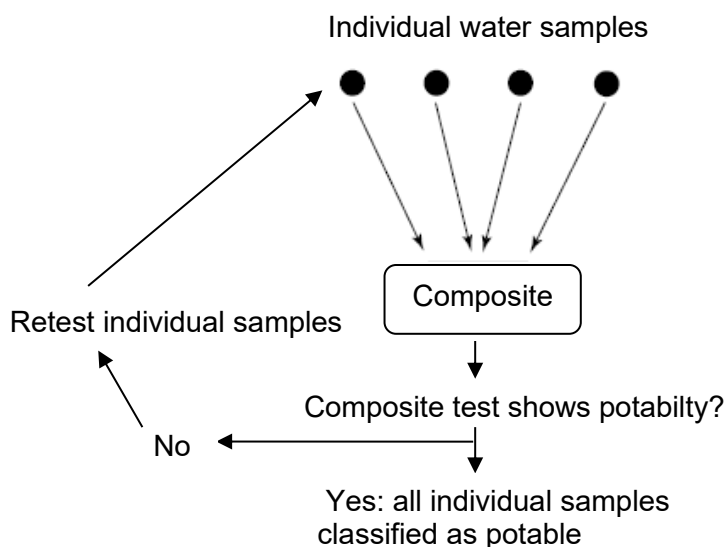 Individual water samples
Composite
Retest individual samples
Composite test shows potabilty?
No
Yes: all individual samples
classified as potable